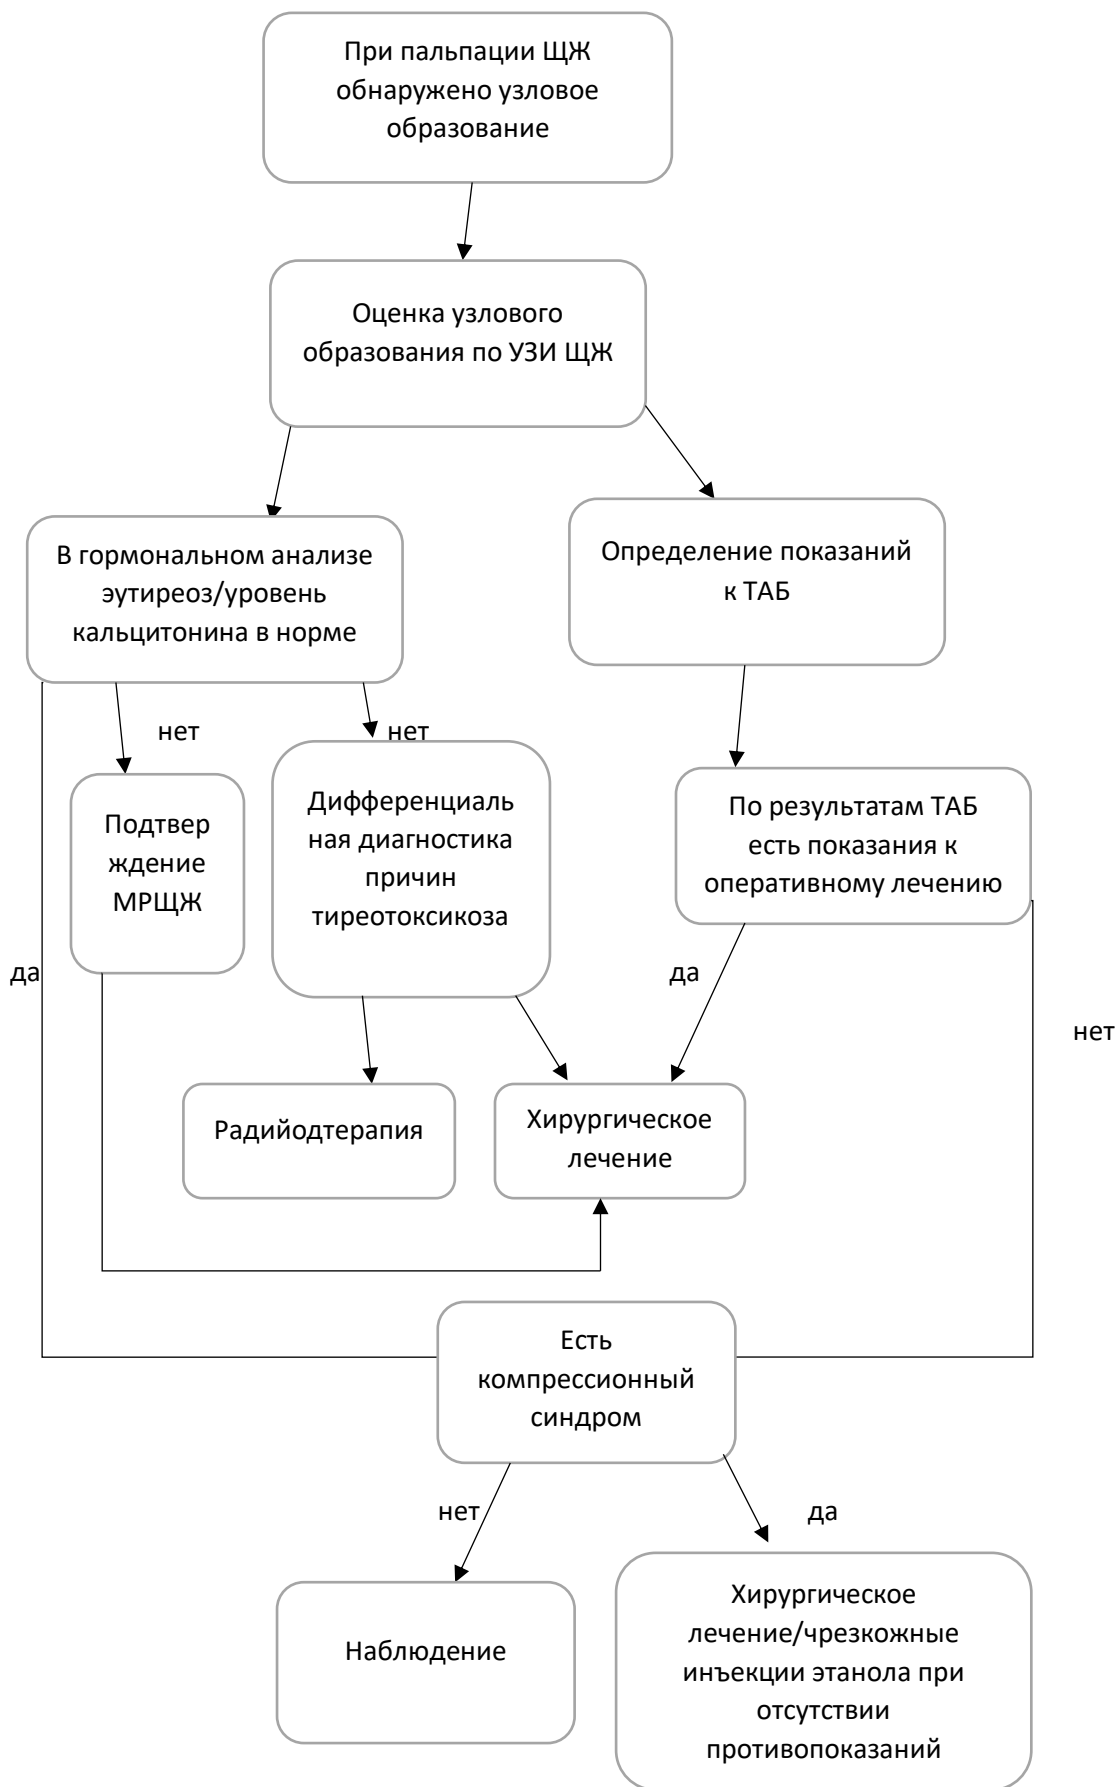 При пальпации ЩЖ
обнаружено узловое
образование
Оценка узлового
образования по УЗИ ЩЖ
В гормональном анализе
эутиреоз/уровень
кальцитонина в норме
Определение показаний
к ТАБ
нет
нет
Подтвер
ждение
МРЩЖ
Дифференциаль
ная диагностика
причин
тиреотоксикоза
По результатам ТАБ
есть показания к
оперативному лечению
да
да
нет
Радийодтерапия
Хирургическое
лечение
Есть
компрессионный
синдром
нет
да
Наблюдение
Хирургическое
лечение/чрезкожные
инъекции этанола при
отсутствии
противопоказаний